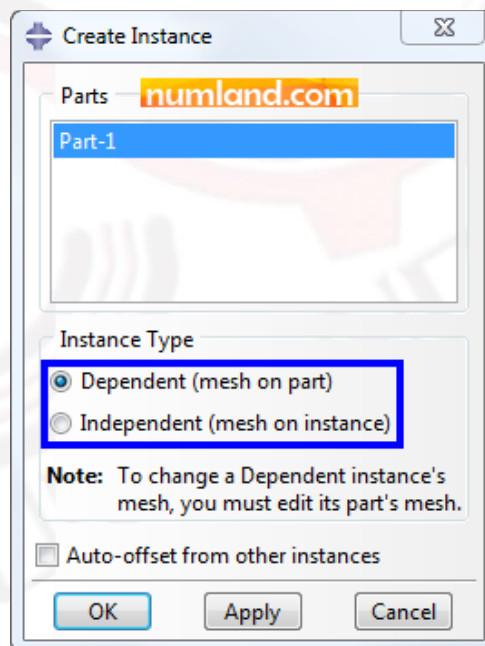 Create Instance
Parts
numland.com
Part-1
Instance Type
Dependent (mesh on part)
Independent (mesh on instance)
Note: To change a Dependent instance's
mesh, you must edit its part's mesh.
Auto-offset from other instances
OK
Apply
Cancel